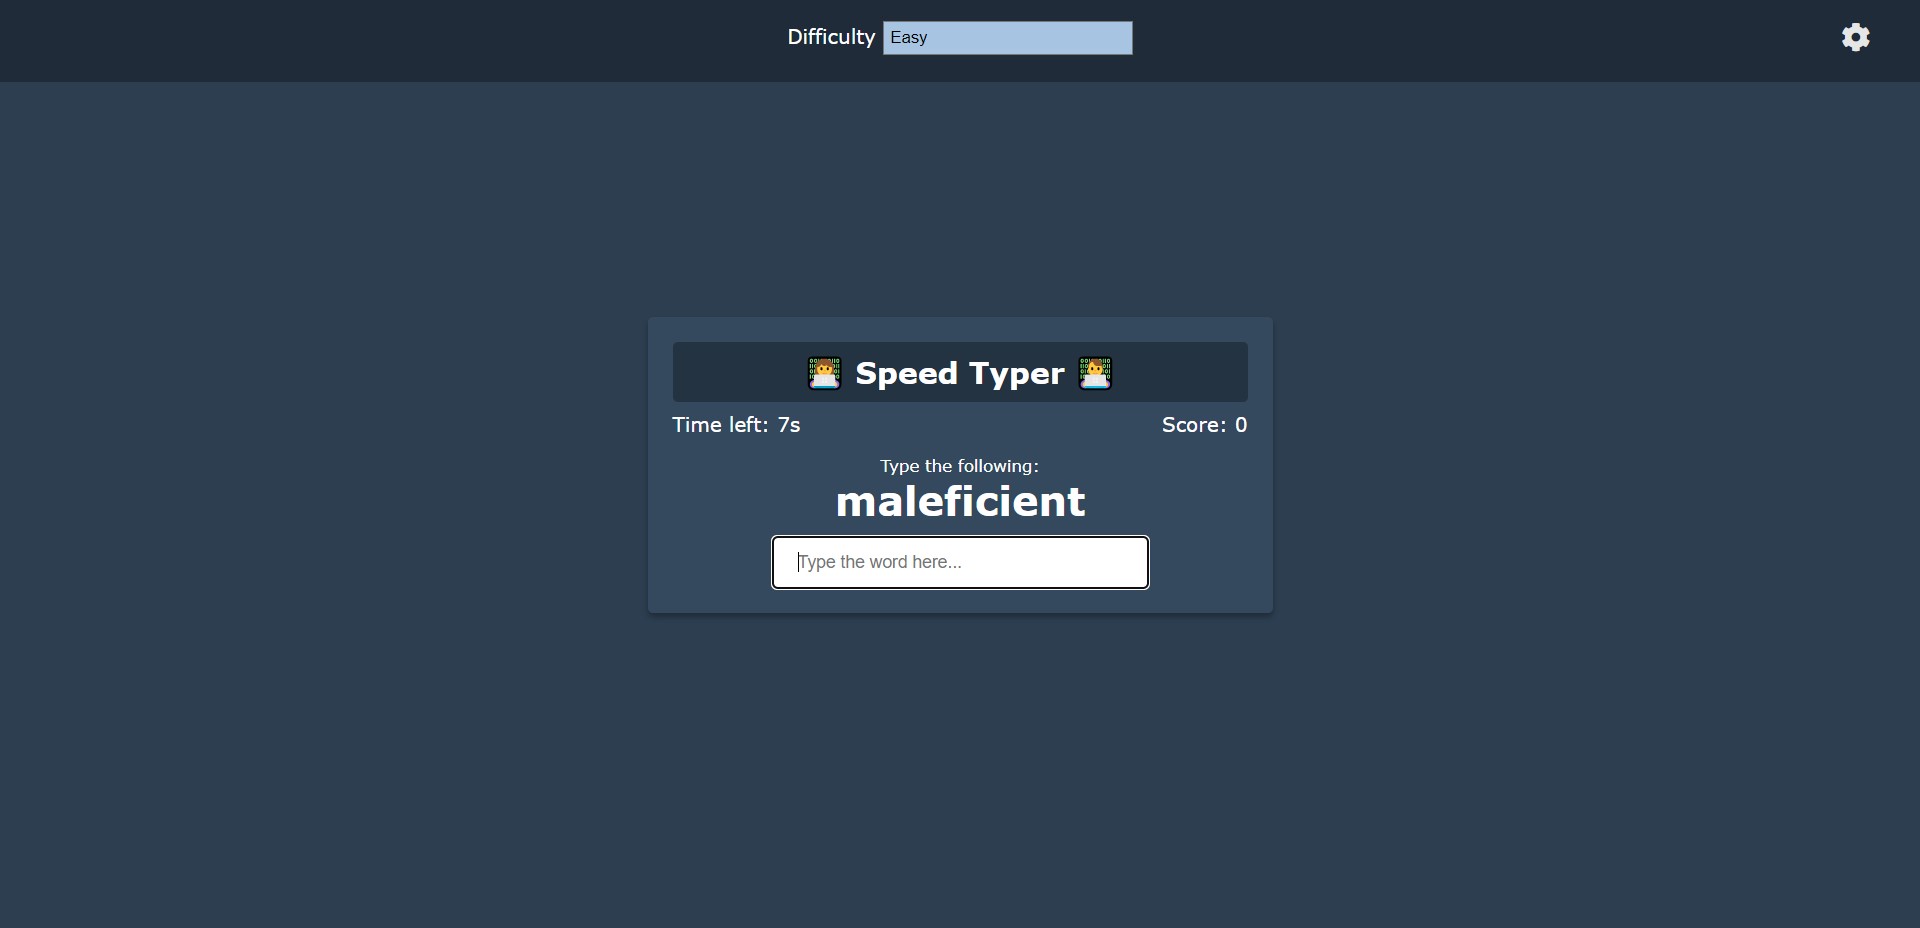 Difficulty Easy
Speed Typer
Time left: 7s Score: 0
Type the following:
maleficient
Type the word here...